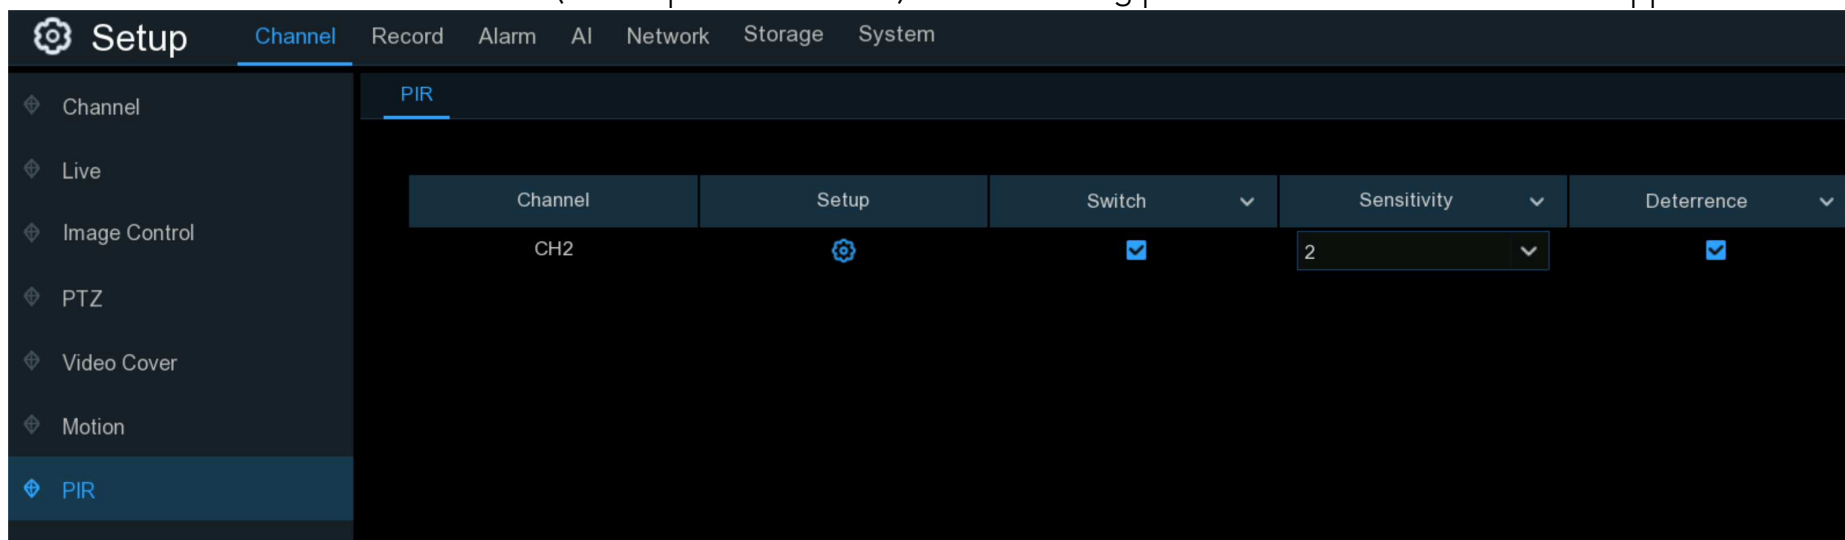 Setup Channel Record Alarm AI Network Storage System
Channel
PIR
Live
Channel Setup Switch Sensitivity Deterrence
Image Control
CH2 2
PTZ
Video Cover
Motion
PIR